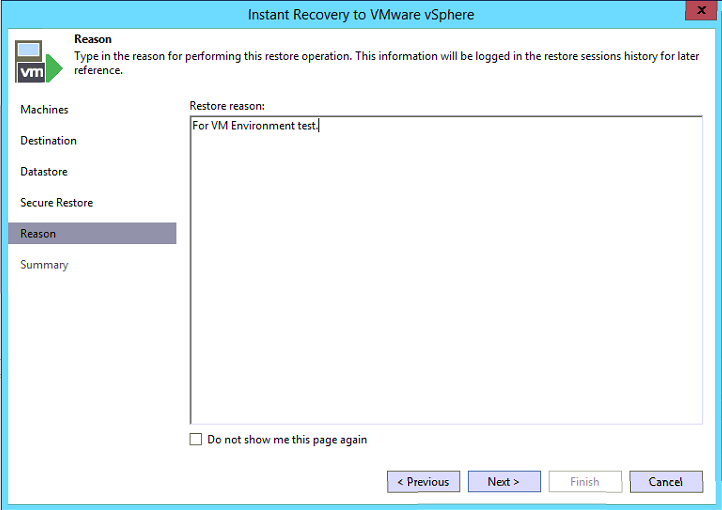 Instant Recovery to VMware vSphere
x
Reason
Type in the reason for performing this restore operation. This information will be logged in the restore sessions history for later
reference.
vm
Machines
Destination
Datastore
Secure Restore
Reason
Summary
Restore reason:
For VM Environment test.
Do not show me this page again
< Previous
Next >
Finish
Cancel